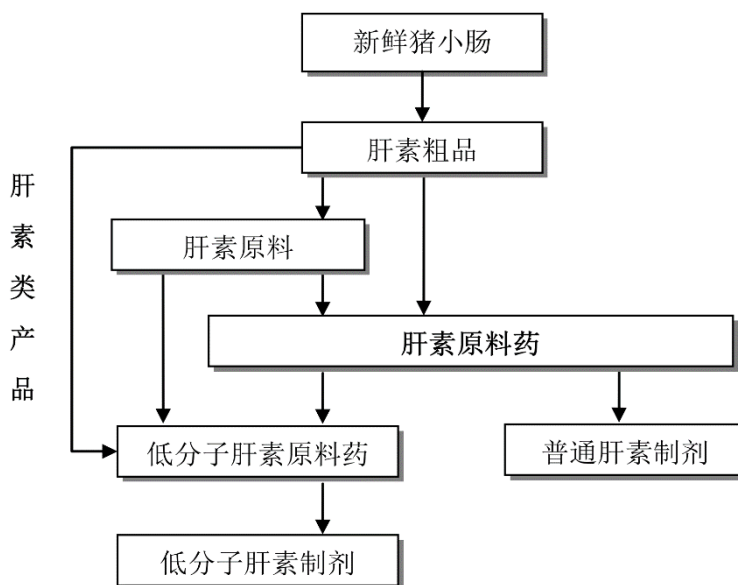 新鲜猪小肠
肝素粗品
肝素类产品
肝素原料
肝素原料药
低分子肝素原料药
普通肝素制剂
低分子肝素制剂